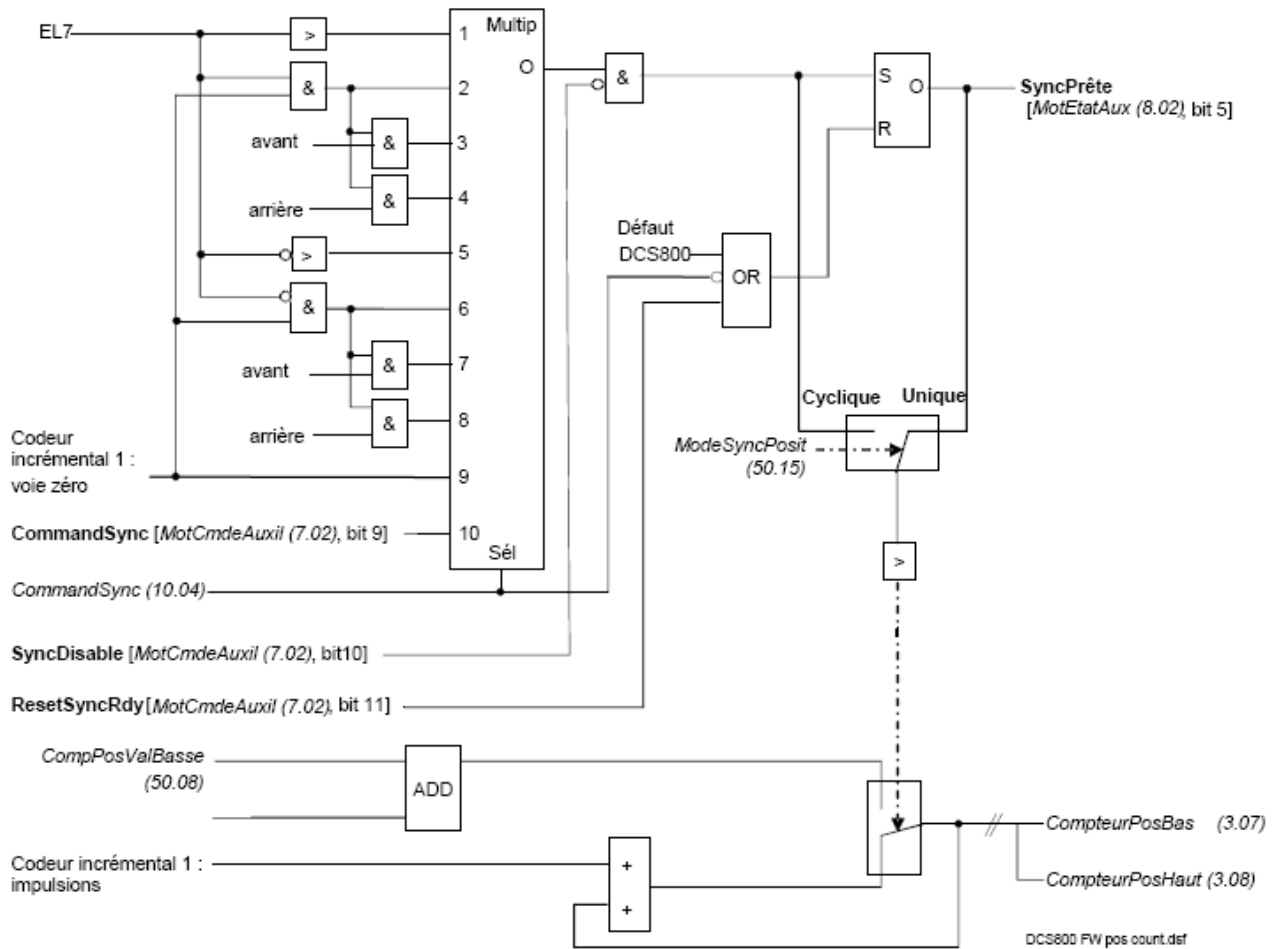 EL7
>
1
Multip
O
&
2
avant
&
3
arrière
&
4
>
5
&
6
avant
&
7
arrière
&
8
Codeur
incrémental 1 :
voie zéro
9
CommandSync [MotCmdeAuxil (7.02), bit 9]
10
Sél
CommandSync (10.04)
SyncDisable [MotCmdeAuxil (7.02), bit10]
ResetSyncRdy [MotCmdeAuxil (7.02), bit 11]
&
S
O
R
SyncPrête
[MotEtatAux (8.02), bit 5]
Défaut
DCS800
OR
Cyclique Unique
ModeSyncPosit
(50.15)
>
CompPosValBasse
(50.08)
ADD
Codeur incrémental 1 :
impulsions
+
+
CompteurPosBas (3.07)
CompteurPosHaut (3.08)
DCS800 FW pos count.dsf